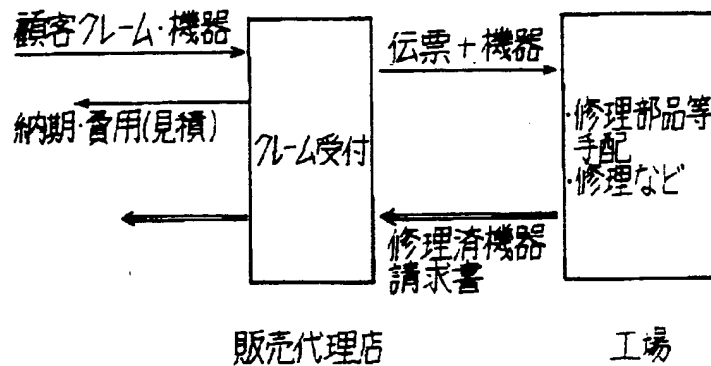 顧客クレーム・機器
納期・費用(見積)
クレーム受付
伝票+機器
修理済機器
請求書
・修理部品等
手配
・修理など
販売代理店
工場